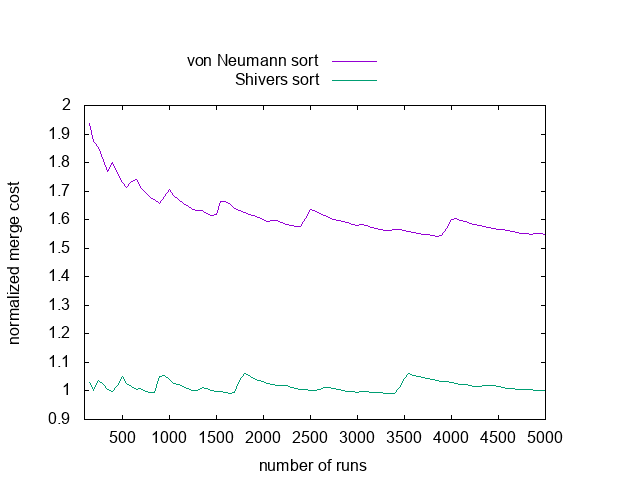 von Neumann sort
Shivers sort
2
1.9
1.8
1.7
1.6
1.5
1.4
1.3
1.2
1.1
1
0.9
normalized merge cost
500 1000 1500 2000 2500 3000 3500 4000 4500 5000
number of runs